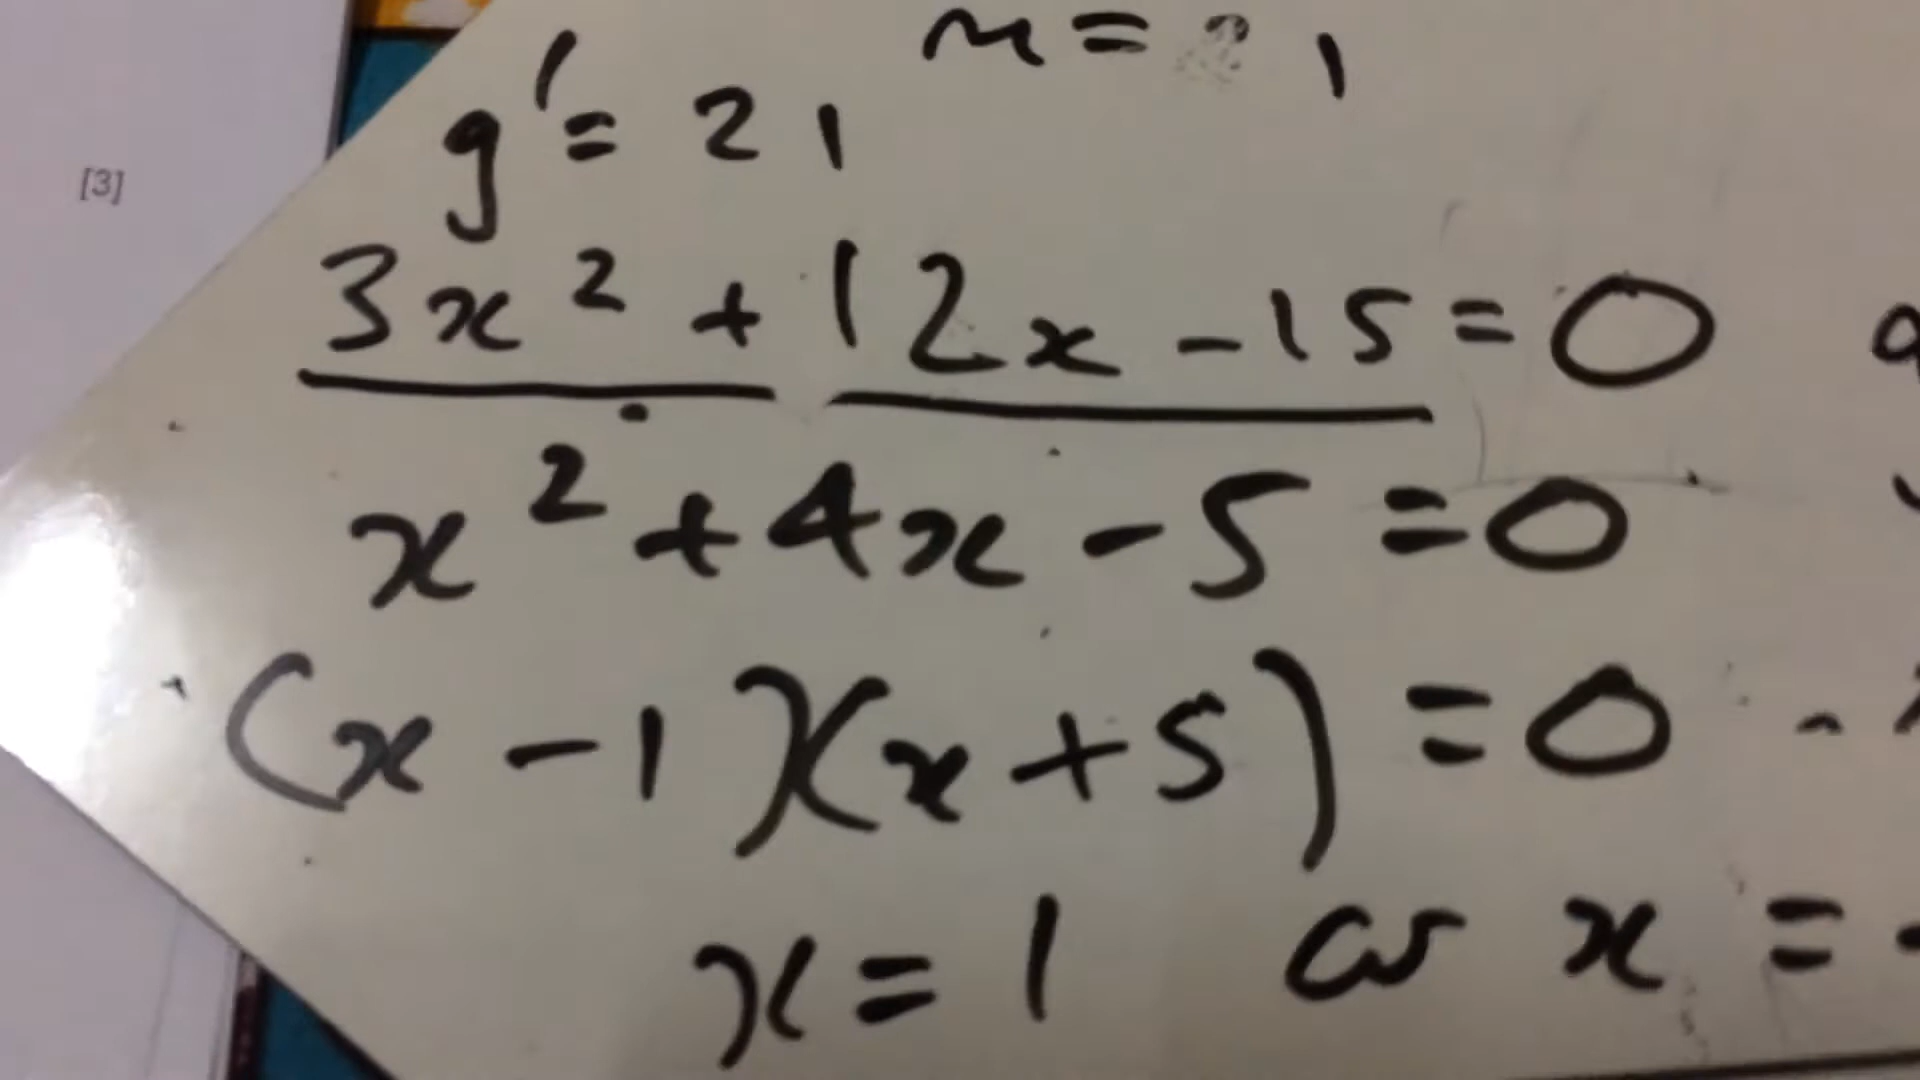 m = 1
[3]
g' = 21
3x² + 12x - 15 = 0
x² + 4x - 5 = 0
(x - 1)(x + 5) = 0
x = 1 or x = -